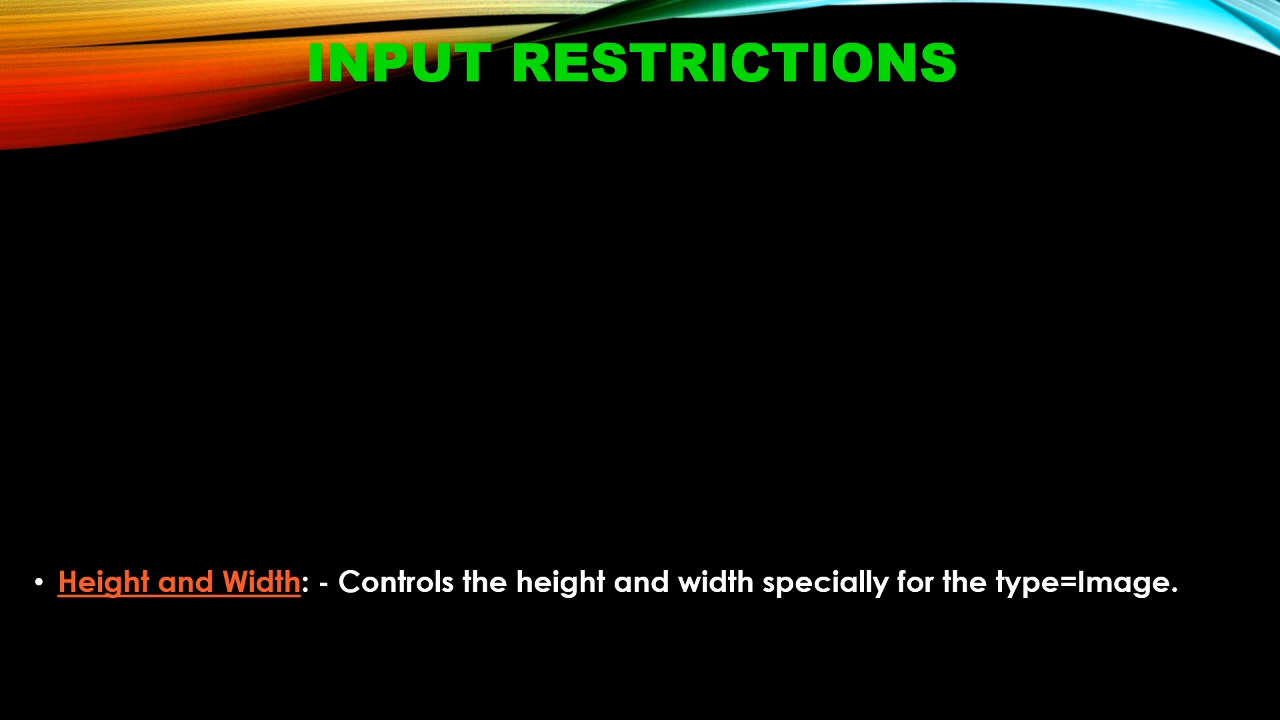 INPUT RESTRICTIONS
• Height and Width: - Controls the height and width specially for the type=Image.